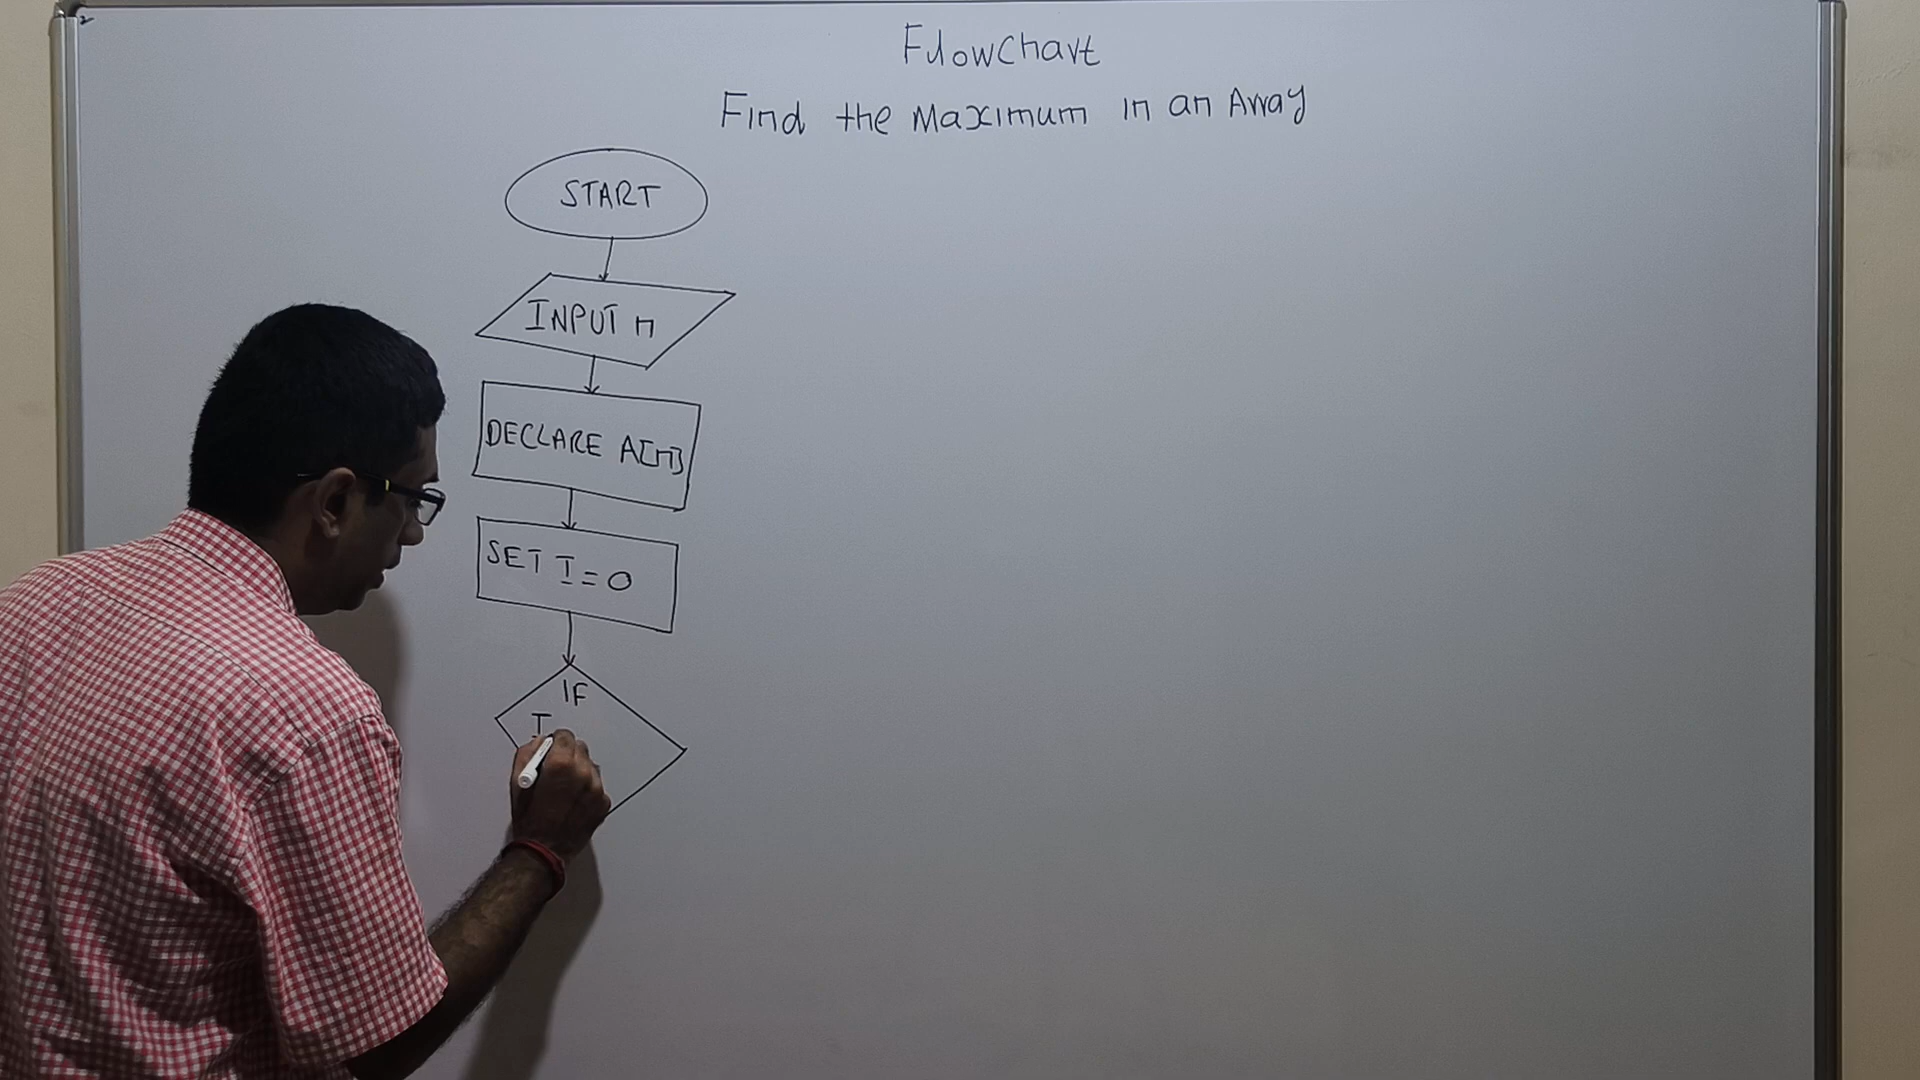 FlowChart
Find the Maximum in an Array
START
INPUT n
DECLARE A[n]
SET I=0
IF
I